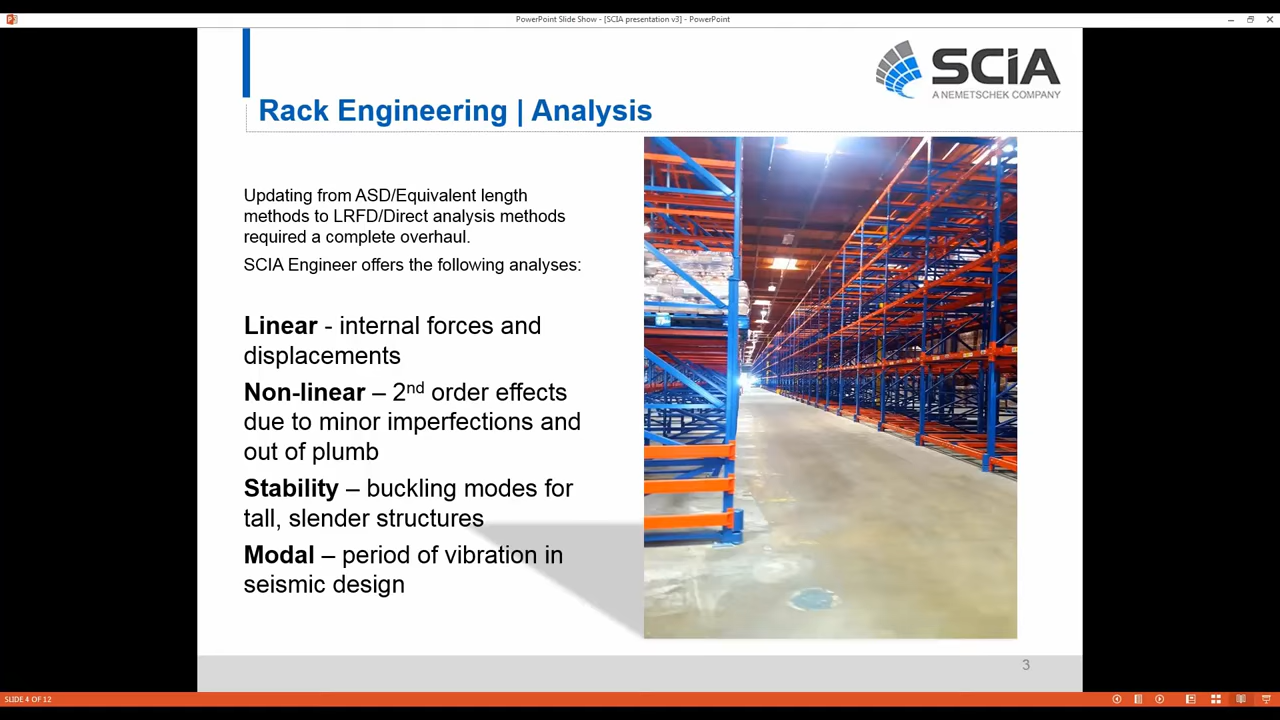 PowerPoint Slide Show - [SCIA presentation v3] - PowerPoint
SCIA
A NEMETSCHEK COMPANY
Rack Engineering | Analysis
Updating from ASD/Equivalent length
methods to LRFD/Direct analysis methods
required a complete overhaul.
SCIA Engineer offers the following analyses:
Linear - internal forces and
displacements
Non-linear – 2nd order effects
due to minor imperfections and
out of plumb
Stability – buckling modes for
tall, slender structures
Modal – period of vibration in
seismic design
3
SLIDE 4 OF 12